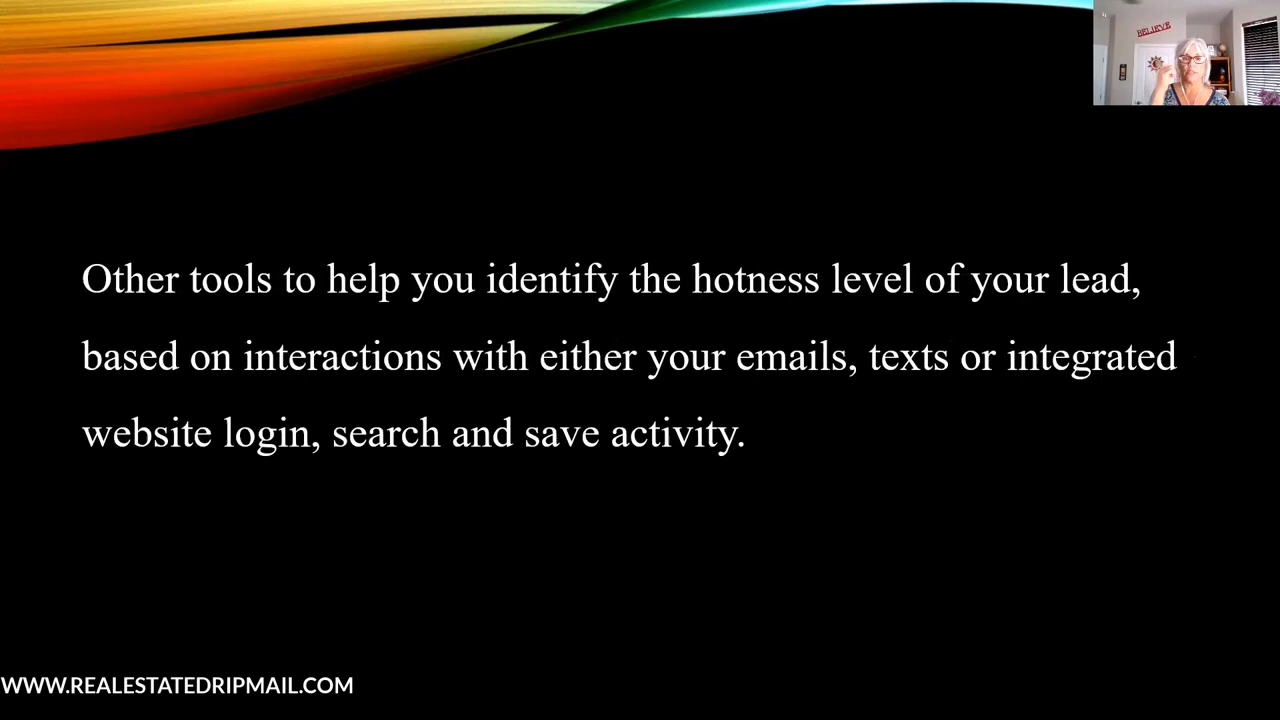 BELIEVE
Other tools to help you identify the hotness level of your lead,
based on interactions with either your emails, texts or integrated
website login, search and save activity.
WWW.REALESTATEDRIPMAIL.COM